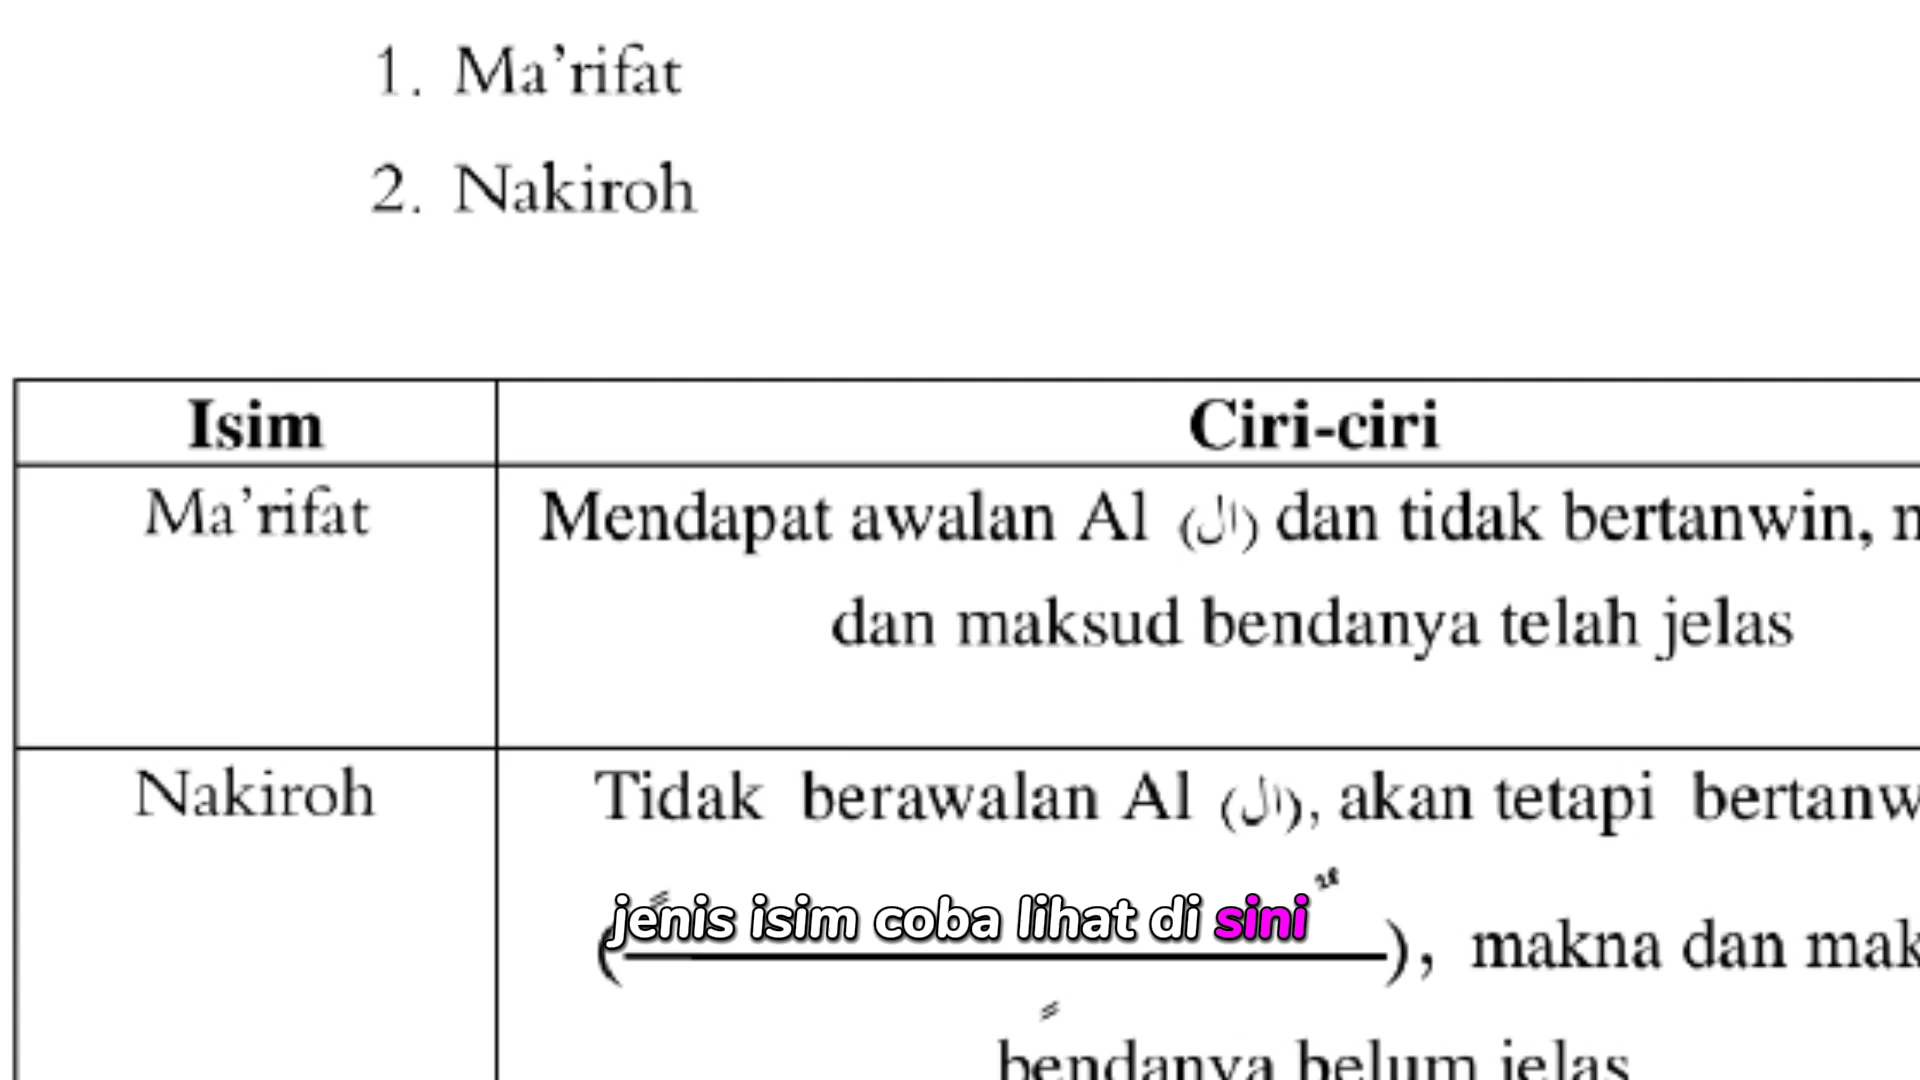 1. Ma'rifat
2. Nakiroh
Isim
Ciri-ciri
Ma'rifat
Mendapat awalan Al (ال) dan tidak bertanwin,
dan maksud bendanya telah jelas
Nakiroh
Tidak berawalan Al (ال), akan tetapi bertanw
jenis isim coba lihat di sini
( ), makna dan mak
bendanya belum jelas